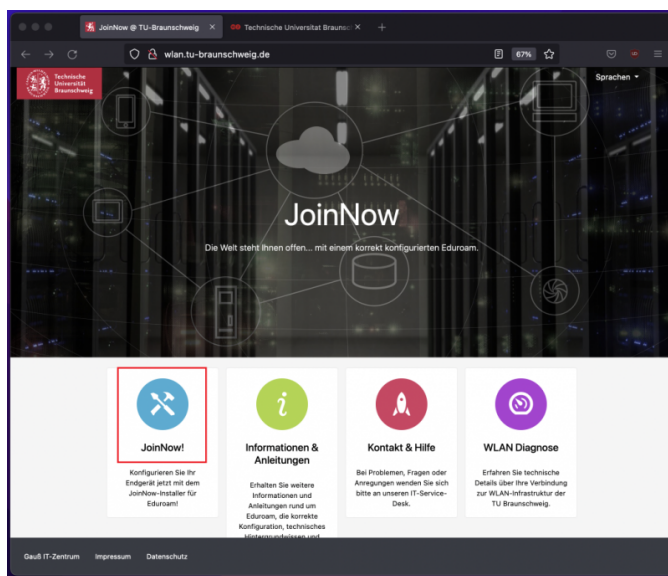 JoinNow @ TU-Braunschweig
Technische Universitat Braunsc
wlan.tu-braunschweig.de
67%
Technische
Universität
Braunschweig
Sprachen
JoinNow
Die Welt steht Ihnen offen... mit einem korrekt konfigurierten Eduroam.
JoinNow!
Konfigurieren Sie Ihr
Endgerät jetzt mit dem
JoinNow-Installer für
Eduroam!
Informationen &
Anleitungen
Erhalten Sie weitere
Informationen und
Anleitungen rund um
Eduroam, die korrekte
Konfiguration, technisches
Hintergrundwissen und
Kontakt & Hilfe
Bei Problemen, Fragen oder
Anregungen wenden Sie sich
bitte an unseren IT-Service-
Desk.
WLAN Diagnose
Erfahren Sie technische
Details über Ihre Verbindung
zur WLAN-Infrastruktur der
TU Braunschweig.
Gauß IT-Zentrum Impressum Datenschutz